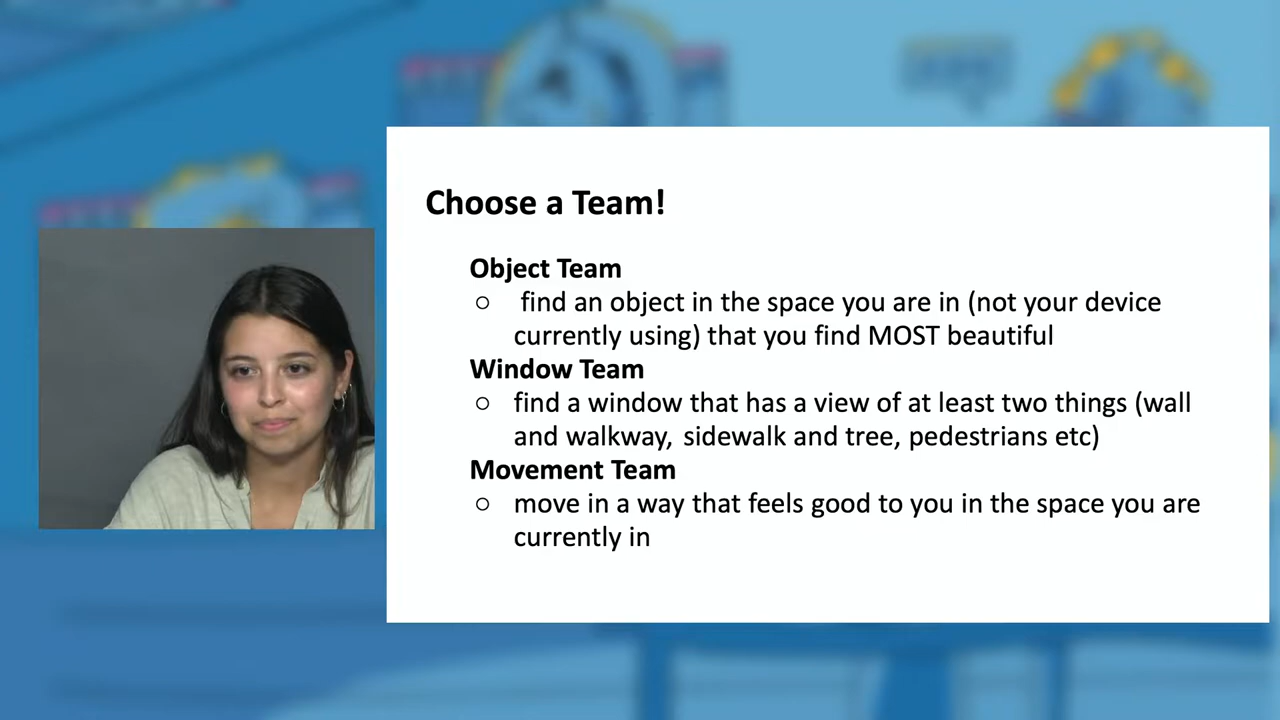 Choose a Team!
Object Team
○ find an object in the space you are in (not your device
currently using) that you find MOST beautiful
Window Team
○ find a window that has a view of at least two things (wall
and walkway, sidewalk and tree, pedestrians etc)
Movement Team
○ move in a way that feels good to you in the space you are
currently in